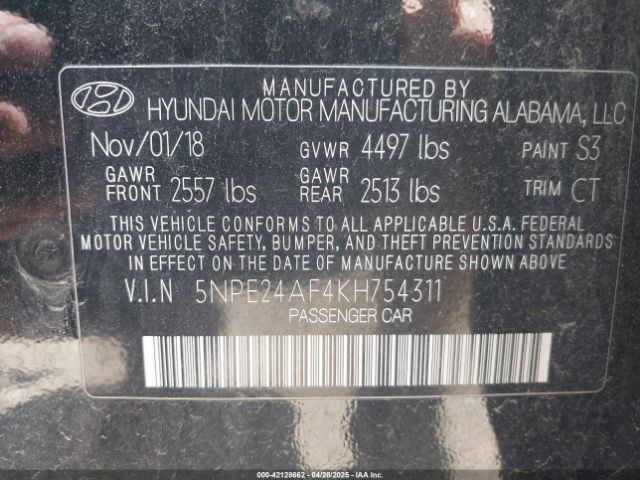 MANUFACTURED BY
HYUNDAI MOTOR MANUFACTURING ALABAMA, LLC
Nov/01/18 GVWR 4497 lbs PAINT S3
GAWR FRONT 2557 lbs GAWR REAR 2513 lbs TRIM CT
THIS VEHICLE CONFORMS TO ALL APPLICABLE U.S.A. FEDERAL
MOTOR VEHICLE SAFETY, BUMPER, AND THEFT PREVENTION STANDARDS
IN EFFECT ON THE DATE OF MANUFACTURE SHOWN ABOVE
V.I.N 5NPE24AF4KH754311
PASSENGER CAR
000-42128662 - 04/28/2025 - IAAI.COM